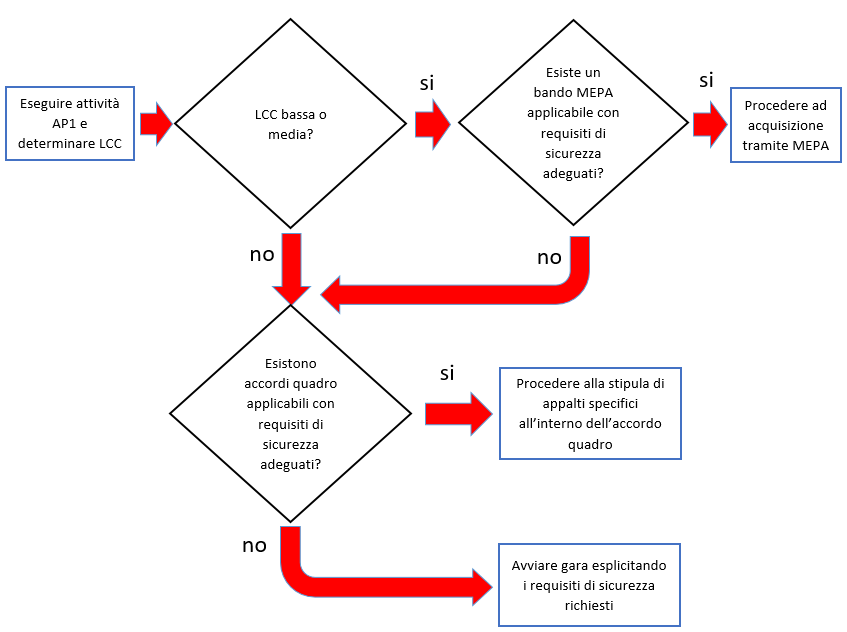 Eseguire attività
AP1 e
determinare LCC
LCC bassa o
media?
si
Esiste un
bando MEPA
applicabile con
requisiti di
sicurezza
adeguati?
si
Procedere ad
acquisizione
tramite MEPA
no
no
Esistono
accordi quadro
applicabili con
requisiti di
sicurezza
adeguati?
si
Procedere alla stipula di
appalti specifici
all’interno dell’accordo
quadro
no
Avviare gara esplicitando
i requisiti di sicurezza
richiesti